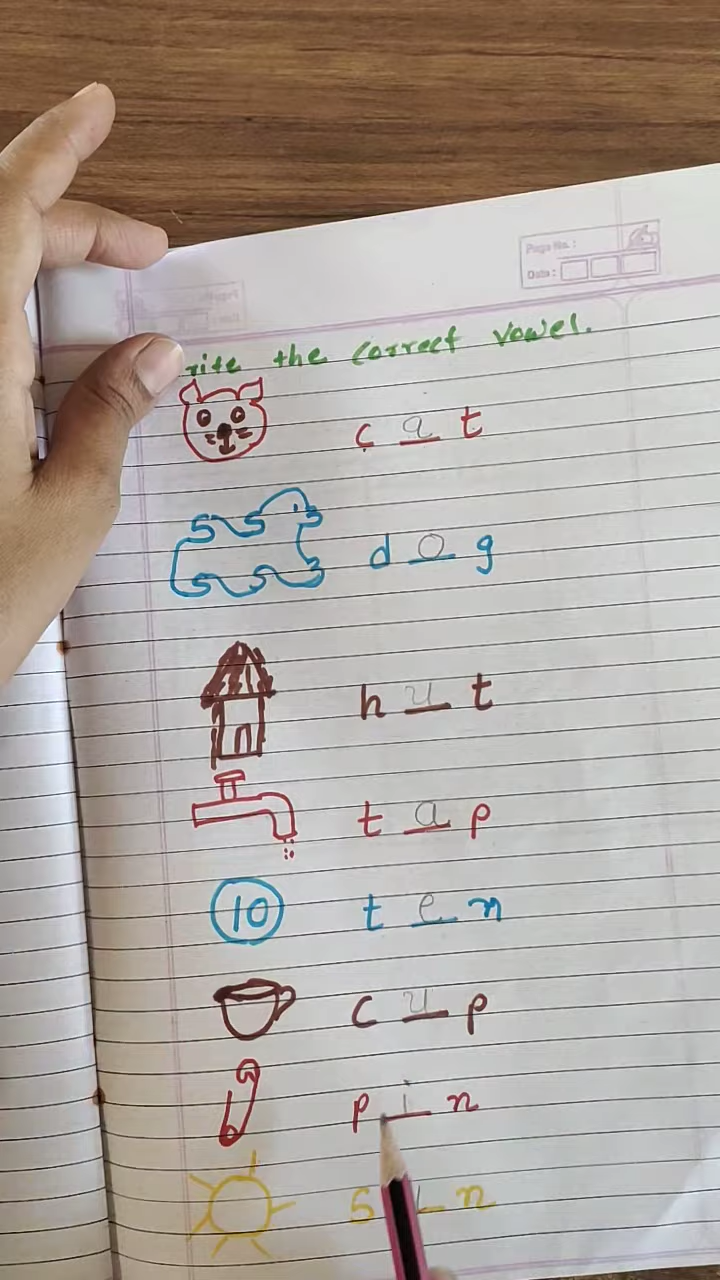 Page No. :
Date :
rite the correct vowel.
c a t
d o g
h u t
t a p
10 t e n
c u p
p i n
s n